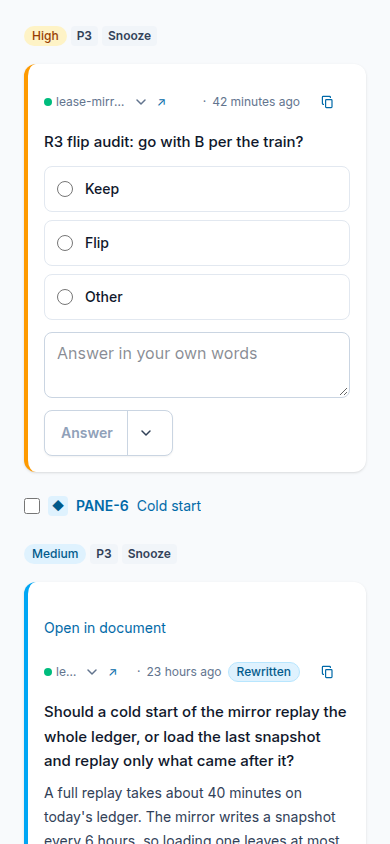 High P3 Snooze
lease-mirr... · 42 minutes ago
R3 flip audit: go with B per the train?
Keep
Flip
Other
Answer in your own words
Answer
PANE-6 Cold start
Medium P3 Snooze
Open in document
le... · 23 hours ago Rewritten
Should a cold start of the mirror replay the
whole ledger, or load the last snapshot
and replay only what came after it?
A full replay takes about 40 minutes on
today's ledger. The mirror writes a snapshot
every 6 hours, so loading one leaves at most